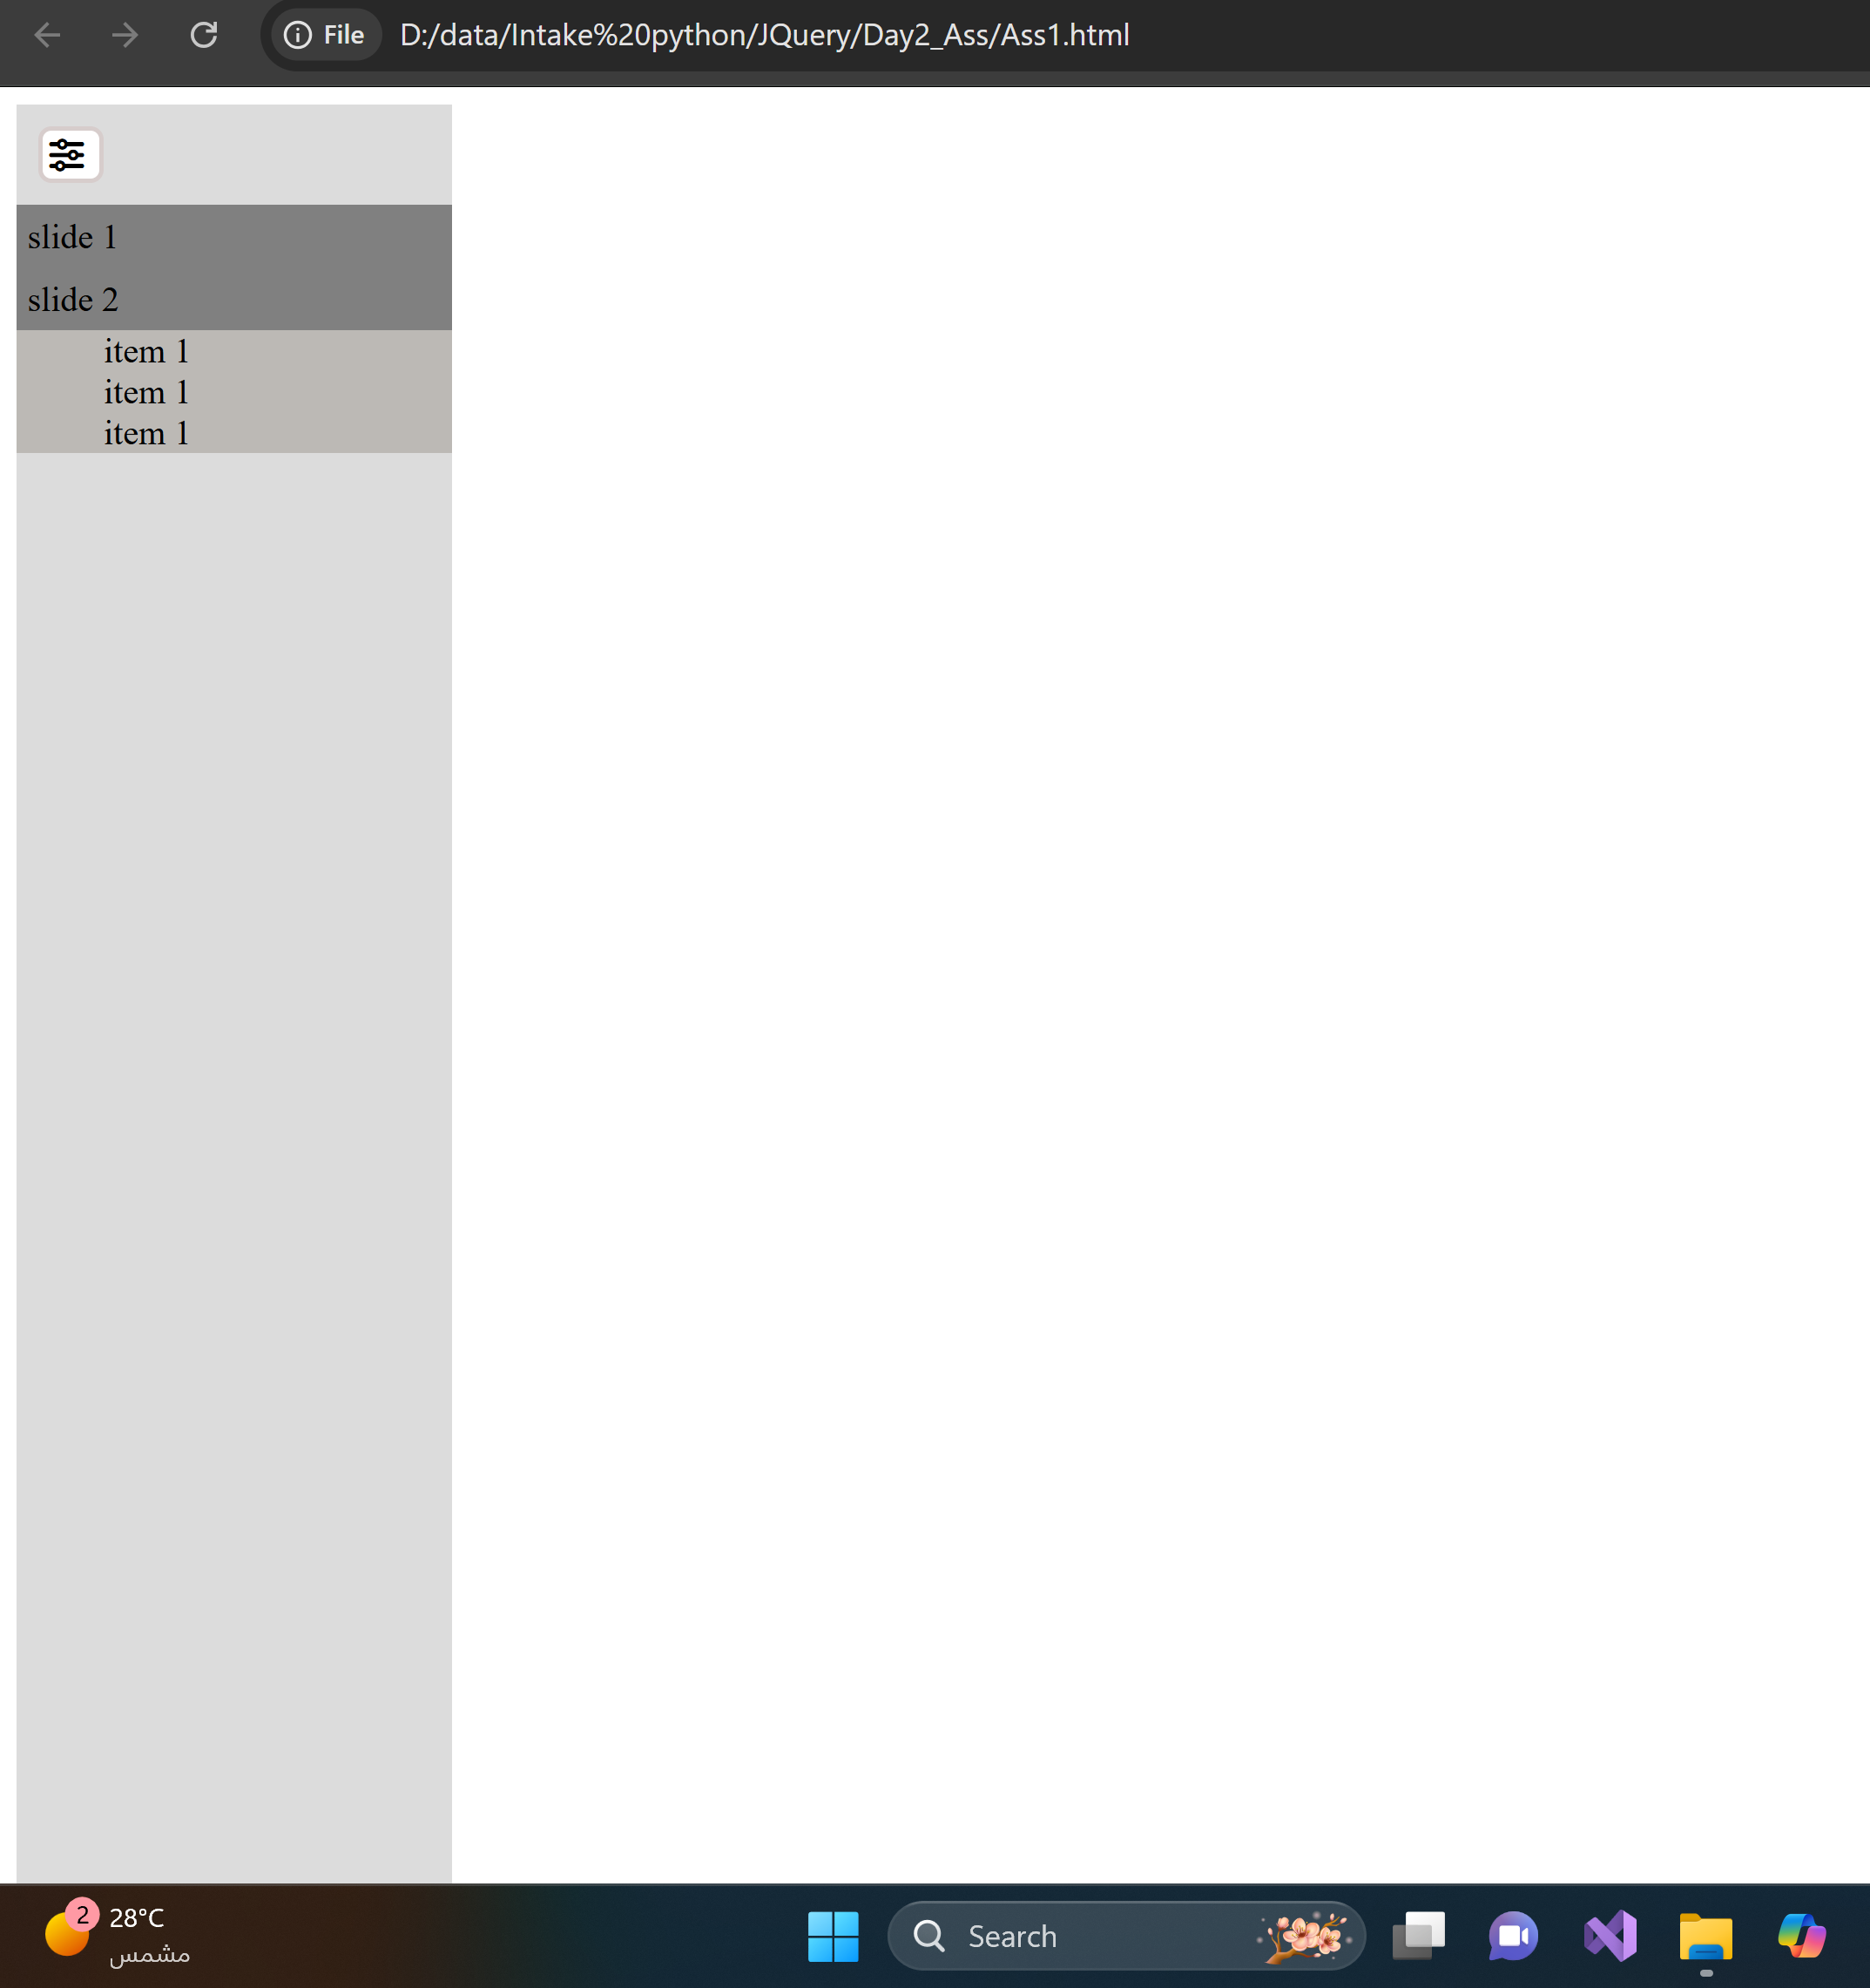 File D:/data/Intake%20python/JQuery/Day2_Ass/Ass1.html
slide 1
slide 2
item 1
item 1
item 1
2
28°C
مشمس
Search